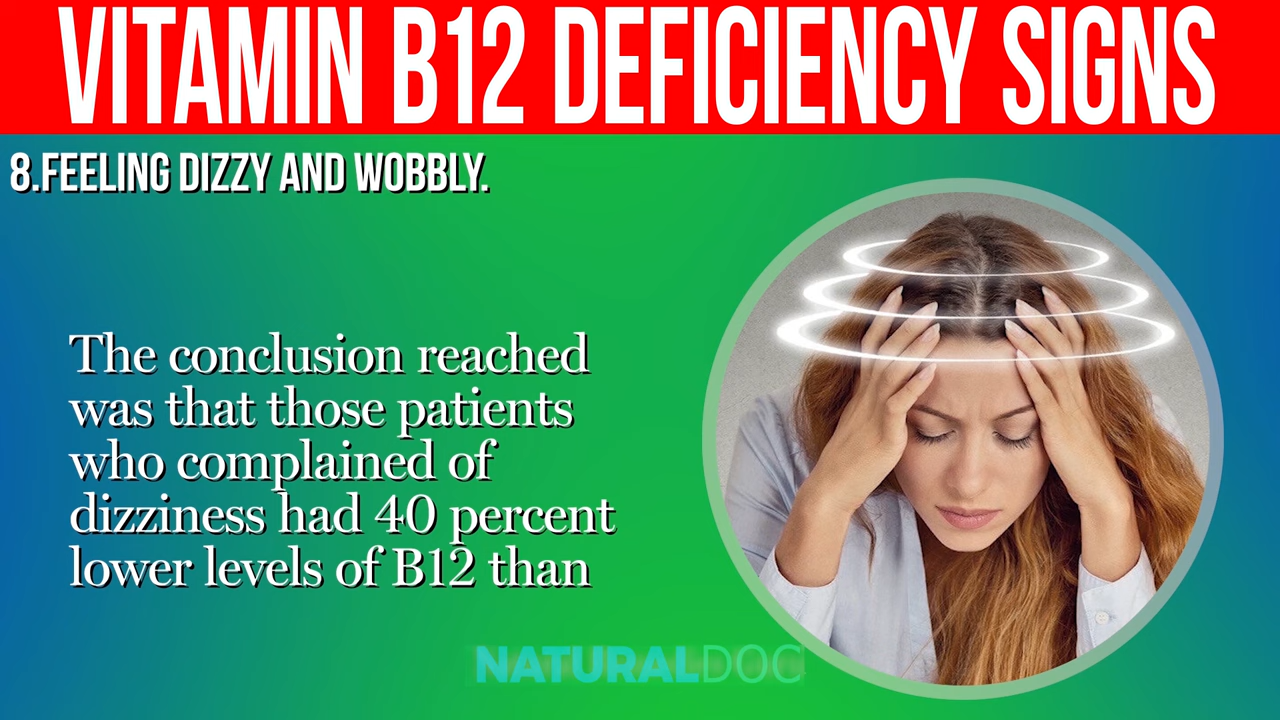 VITAMIN B12 DEFICIENCY SIGNS
8.FEELING DIZZY AND WOBBLY.
The conclusion reached
was that those patients
who complained of
dizziness had 40 percent
lower levels of B12 than
NATURALDOC